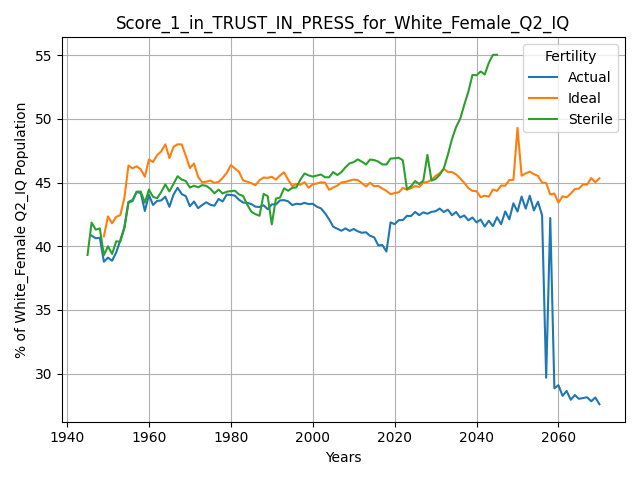 Score_1_in_TRUST_IN_PRESS_for_White_Female_Q2_IQ
% of White_Female Q2_IQ Population
55
50
45
40
35
30
Fertility
Actual
Ideal
Sterile
1940
1960
1980
2000
2020
2040
2060
Years